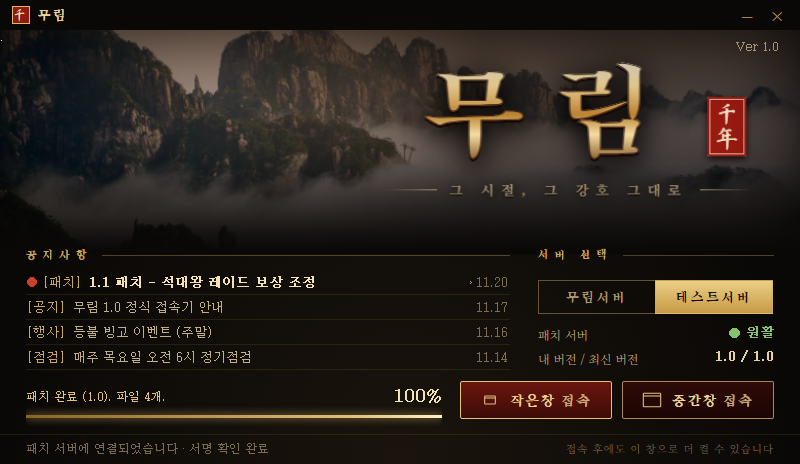 千 무림
Ver 1.0
무림
千年
그 시절, 그 강호 그대로
공지사항
[패치] 1.1 패치 - 석대왕 레이드 보상 조정 11.20
[공지] 무림 1.0 정식 접속기 안내 11.17
[행사] 등불 빙고 이벤트 (주말) 11.16
[점검] 매주 목요일 오전 6시 정기점검 11.14
서버 선택
무림서버 테스트서버
패치 서버 원활
내 버전 / 최신 버전 1.0 / 1.0
패치 완료 (1.0). 파일 4개. 100%
작은창 접속 중간창 접속
패치 서버에 연결되었습니다 · 서명 확인 완료
접속 후에도 이 창으로 더 켤 수 있습니다